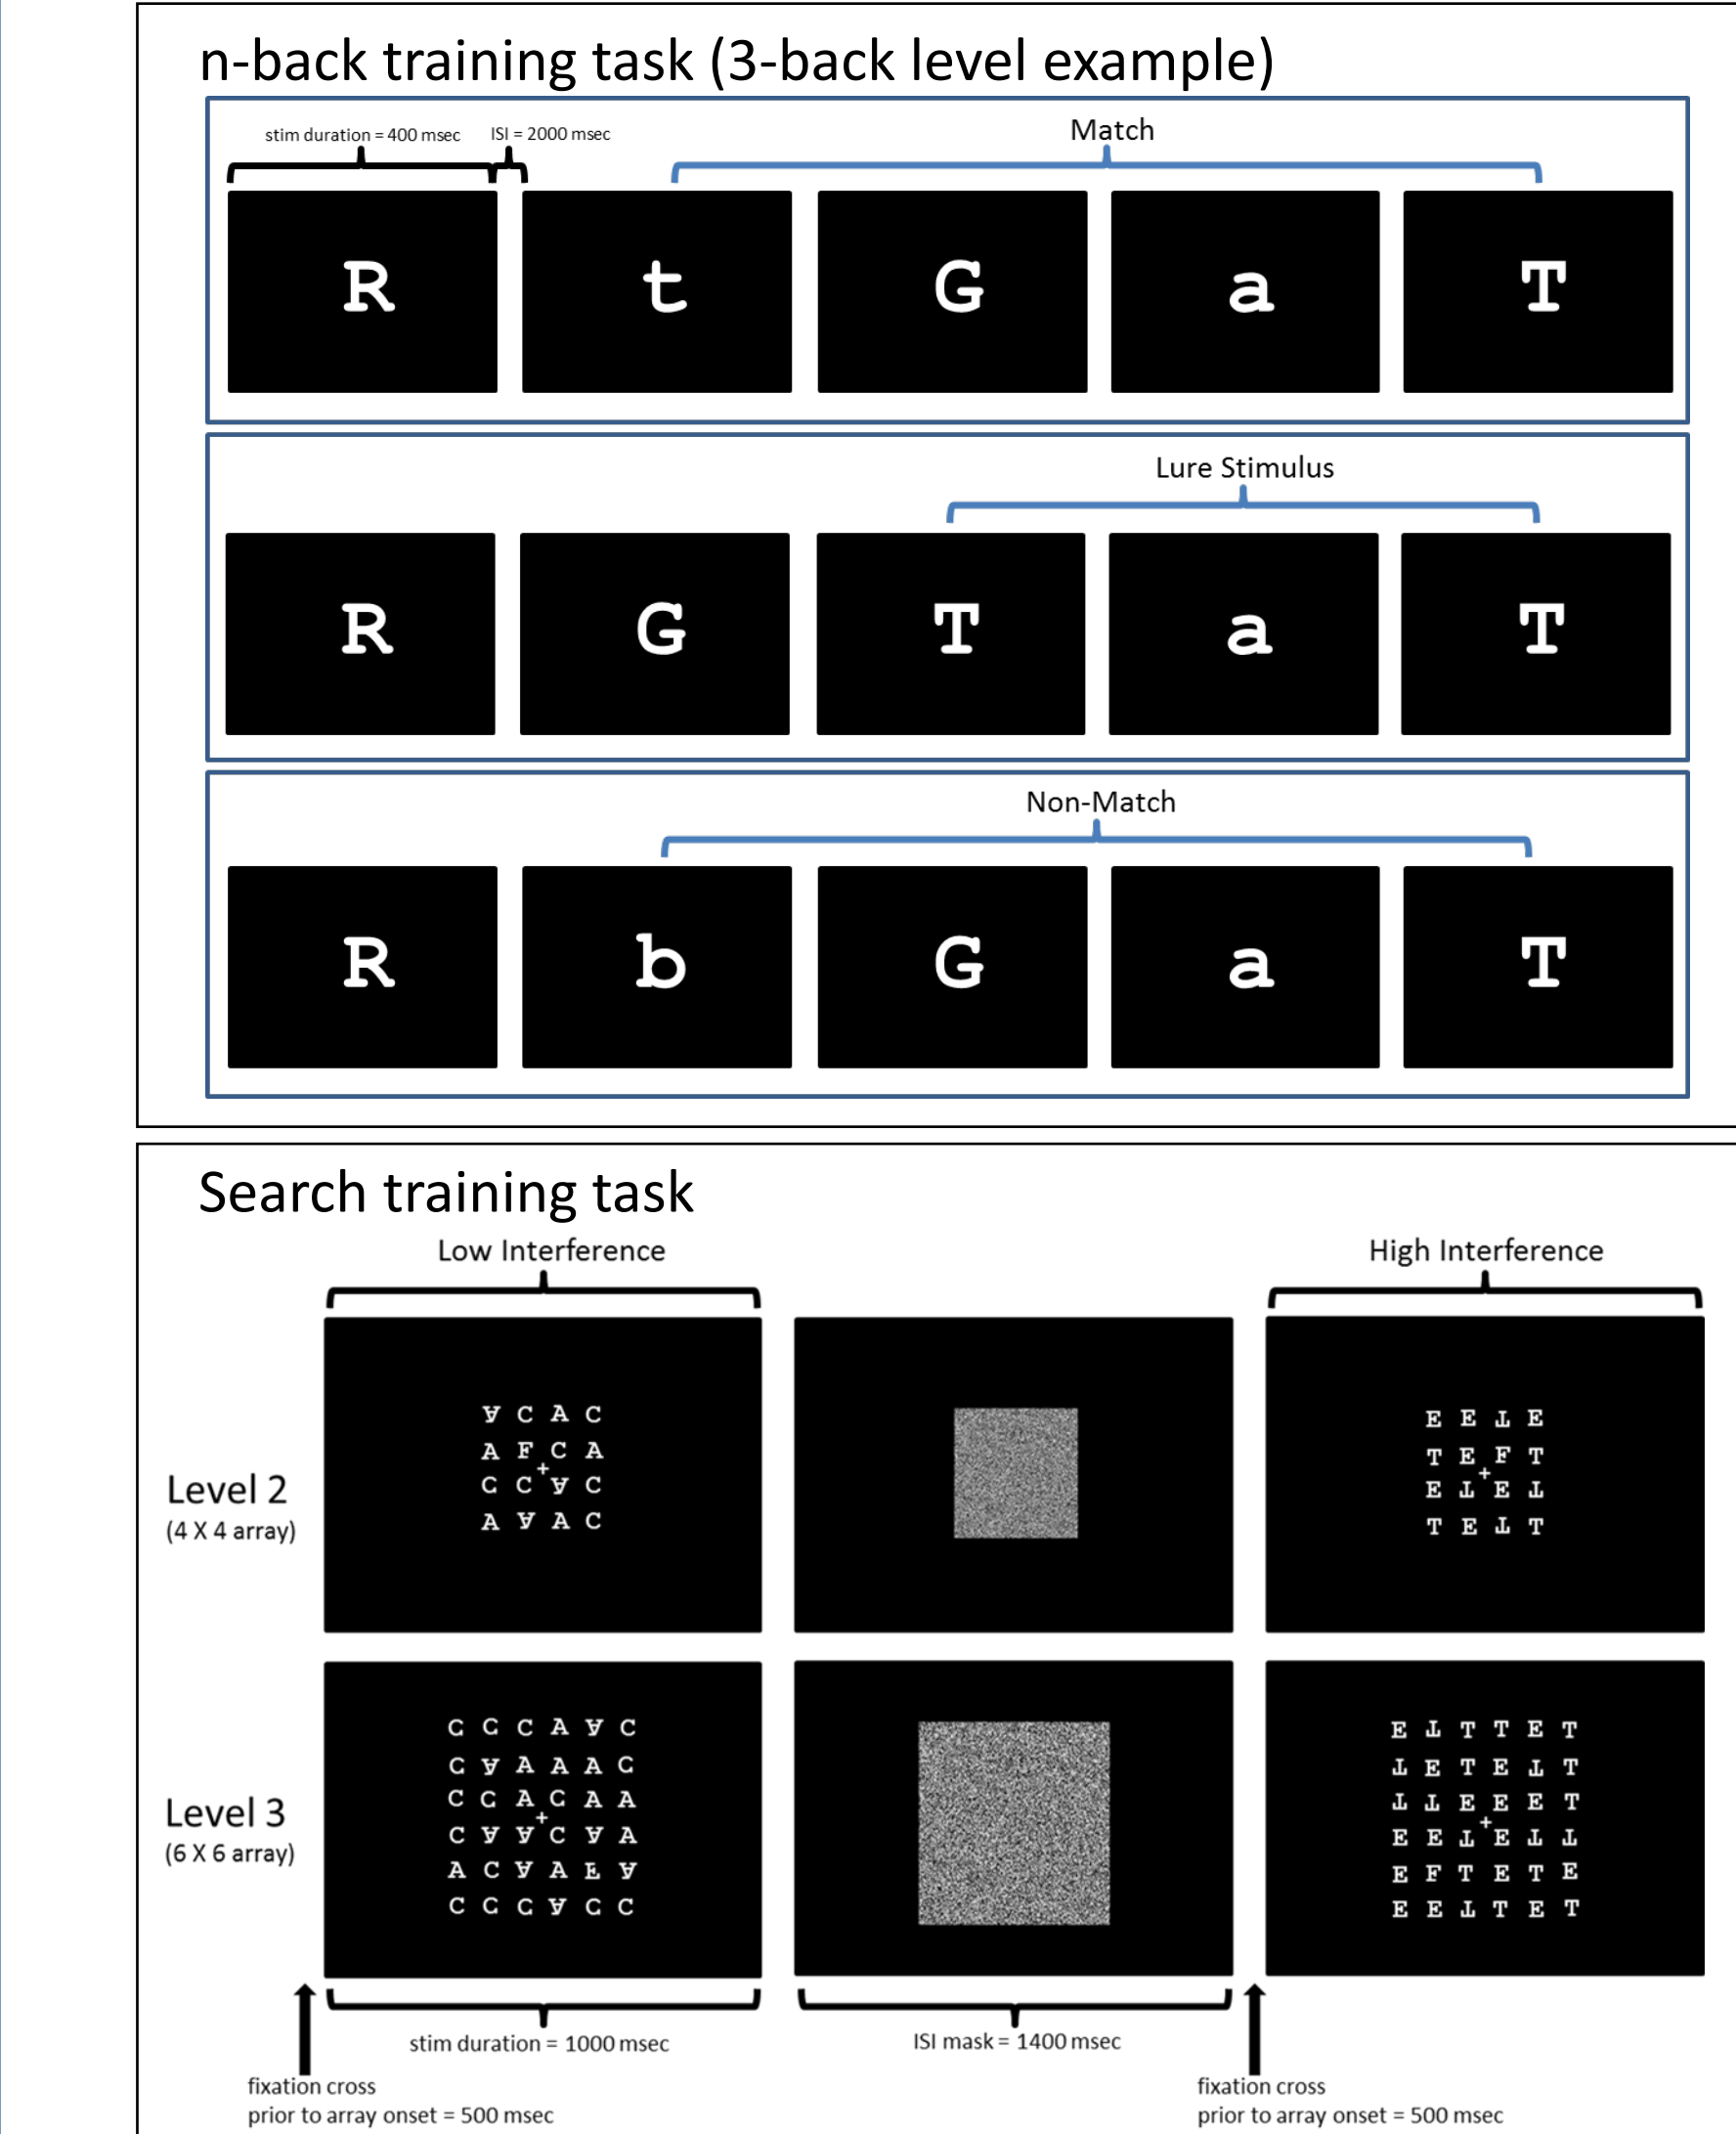 n-back training task (3-back level example)
stim duration = 400 msec ISI = 2000 msec
Match
R t G a T
Lure Stimulus
R G T a T
Non-Match
R b G a T
Search training task
Low Interference
High Interference
Level 2
(4 X 4 array)
Ɐ C A C
A F C A
+
C C Ɐ C
A Ɐ A C
E E Ʇ E
T E F T
+
E Ʇ E Ʇ
T E Ʇ T
Level 3
(6 X 6 array)
C C C A Ɐ C
C Ɐ A A A C
C C A C A A
+
C Ɐ Ɐ C Ɐ A
A C Ɐ A Ɐ
C C C Ɐ C C
E Ʇ T T E T
Ʇ E T E Ʇ T
Ʇ Ʇ E E E T
+
E E Ʇ E Ʇ Ʇ
E F T E T E
E E Ʇ T E T
stim duration = 1000 msec
ISI mask = 1400 msec
fixation cross
prior to array onset = 500 msec
fixation cross
prior to array onset = 500 msec